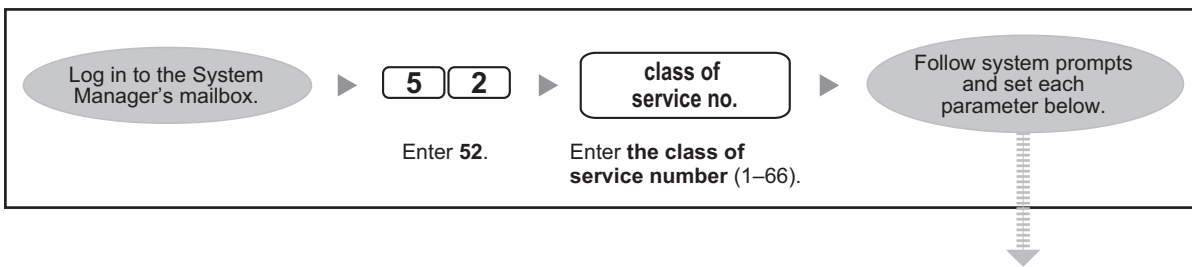 Log in to the System
Manager's mailbox.
5 2
Enter 52.
class of
service no.
Enter the class of
service number (1–66).
Follow system prompts
and set each
parameter below.